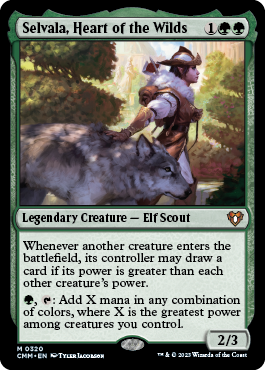 Selvala, Heart of the Wilds 1
Legendary Creature — Elf Scout
Whenever another creature enters the
battlefield, its controller may draw a
card if its power is greater than each
other creature's power.
, : Add X mana in any combination
of colors, where X is the greatest power
among creatures you control.
2/3
M 0320
CMM • EN Tyler Jacobson
™ & © 2023 Wizards of the Coast